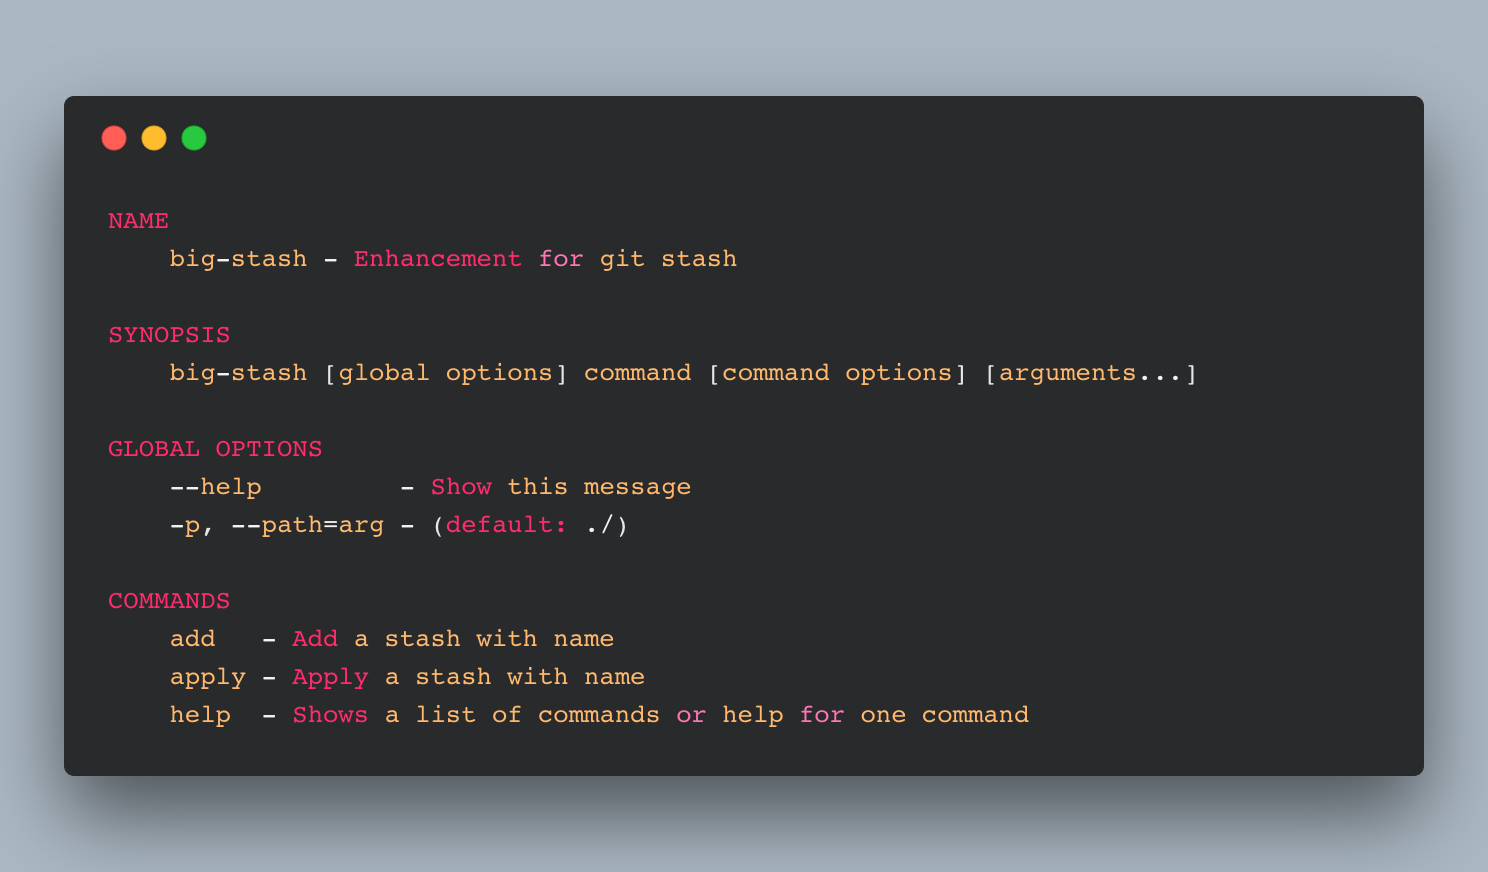 NAME
    big-stash - Enhancement for git stash

SYNOPSIS
    big-stash [global options] command [command options] [arguments...]

GLOBAL OPTIONS
    --help         - Show this message
    -p, --path=arg - (default: ./)

COMMANDS
    add   - Add a stash with name
    apply - Apply a stash with name
    help  - Shows a list of commands or help for one command